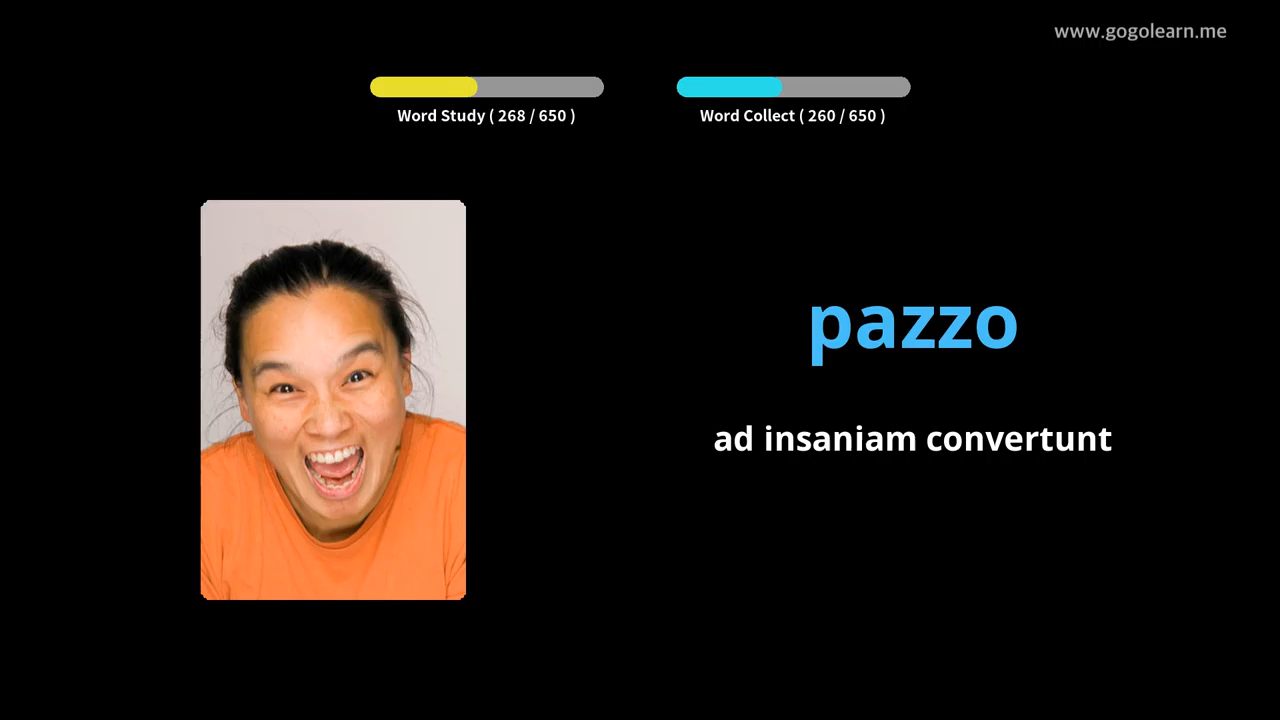 www.gogolearn.me
Word Study ( 268 / 650 )
Word Collect ( 260 / 650 )
pazzo
ad insaniam convertunt